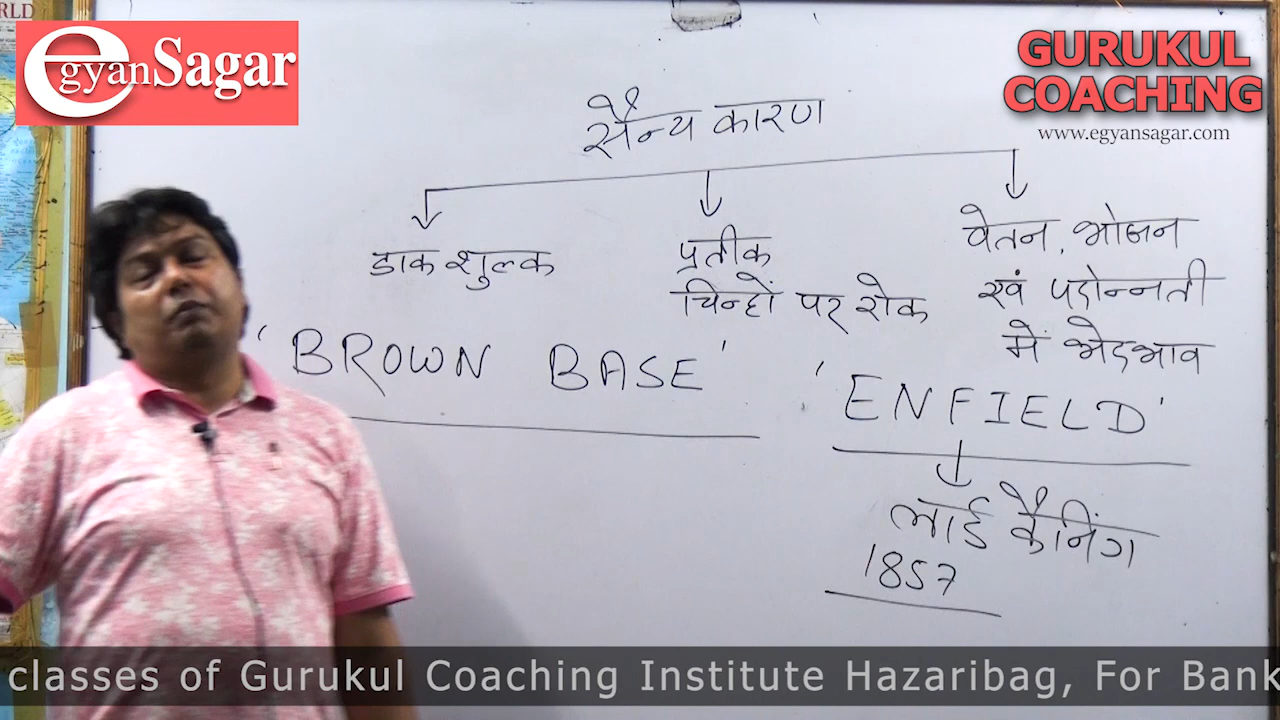 RLD
egyanSagar
GURUKUL
COACHING
www.egyansagar.com
सैन्य कारण
डाक शुल्क
प्रतीक
चिन्हों पर रोक
वेतन, भोजन
एवं पदोन्नती
में भेदभाव
'BROWN BASE'
'ENFIELD'
लार्ड कैनिंग
1857
classes of Gurukul Coaching Institute Hazaribag, For Bank